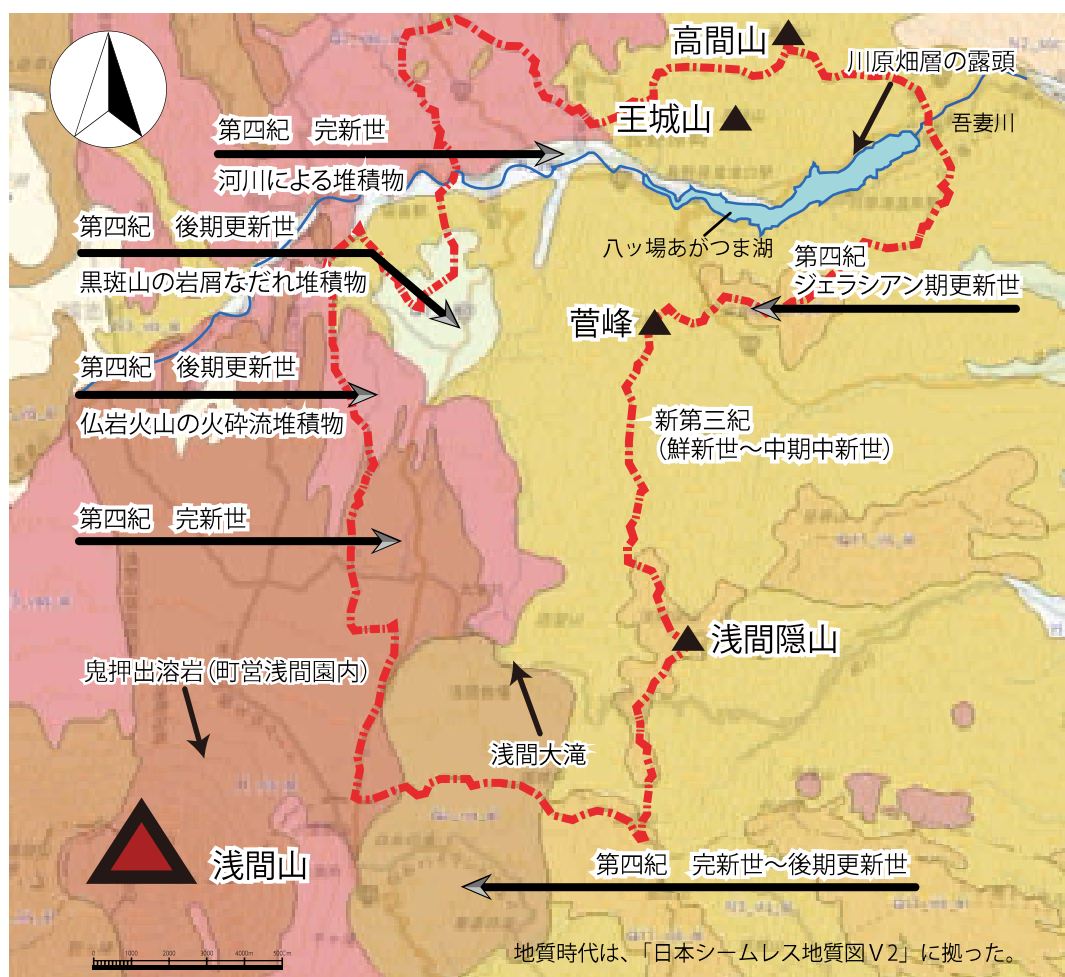 高間山
川原畑層の露頭
王城山
吾妻川
第四紀　完新世
河川による堆積物
第四紀　後期更新世
黒斑山の岩屑なだれ堆積物
八ッ場あがつま湖
第四紀
ジェラシアン期更新世
菅峰
第四紀　後期更新世
仏岩火山の火砕流堆積物
新第三紀
（鮮新世～中期中新世）
第四紀　完新世
浅間隠山
鬼押出溶岩（町営浅間園内）
浅間大滝
浅間山
第四紀　完新世～後期更新世
地質時代は、「日本シームレス地質図V2」に拠った。
0 1000 2000 3000 4000m